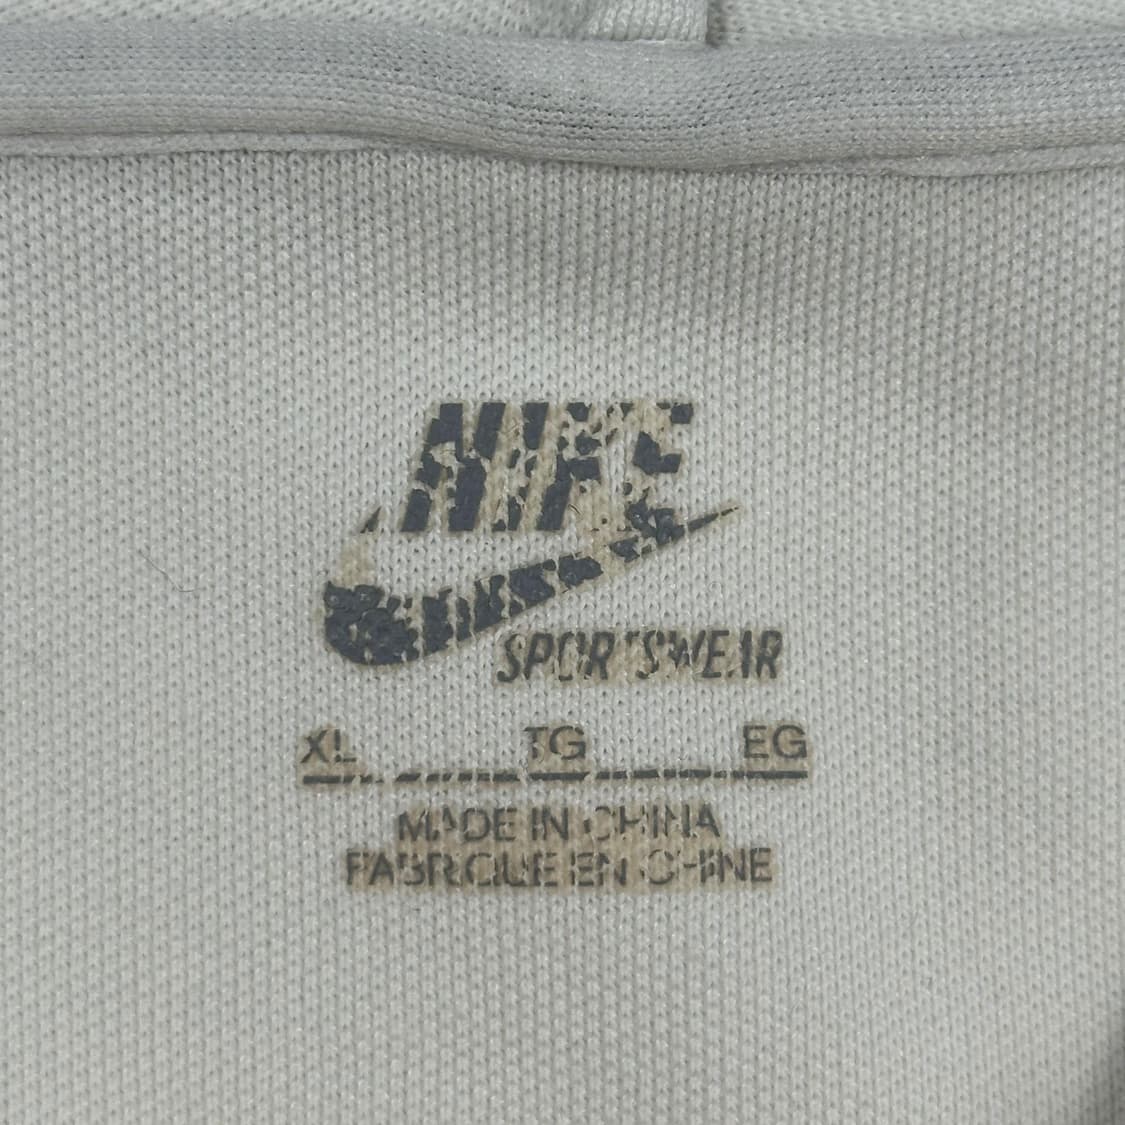 NIKE
SPORTSWEAR
XL TG EG
MADE IN CHINA
FABRIQUE EN CHINE